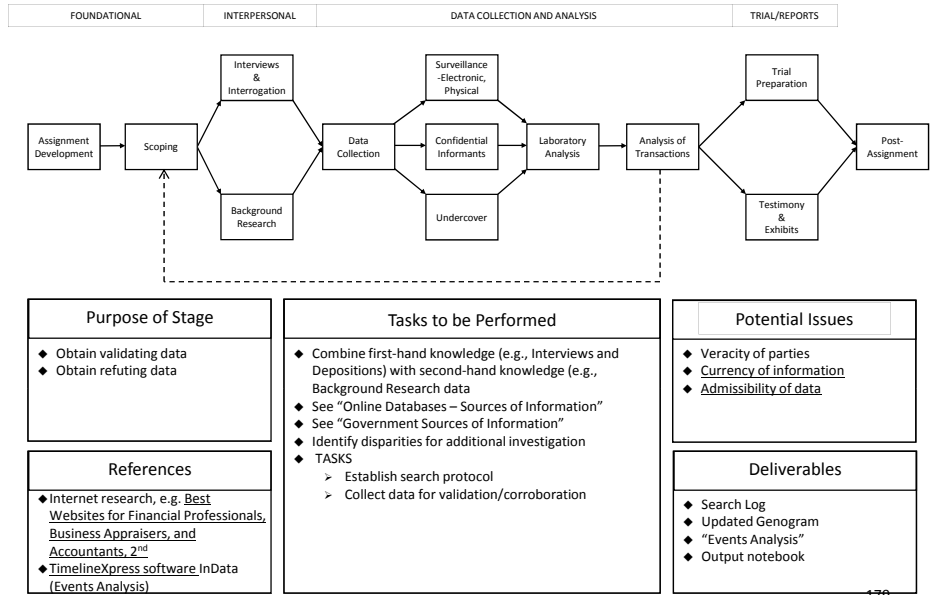 FOUNDATIONAL INTERPERSONAL DATA COLLECTION AND ANALYSIS TRIAL/REPORTS
Interviews
&
Interrogation
Surveillance
-Electronic,
Physical
Trial
Preparation
Assignment
Development
Scoping
Data
Collection
Confidential
Informants
Laboratory
Analysis
Analysis of
Transactions
Post-
Assignment
Background
Research
Undercover
Testimony
&
Exhibits
Purpose of Stage
◆ Obtain validating data
◆ Obtain refuting data
Tasks to be Performed
◆ Combine first-hand knowledge (e.g., Interviews and
Depositions) with second-hand knowledge (e.g.,
Background Research data
◆ See “Online Databases – Sources of Information”
◆ See “Government Sources of Information”
◆ Identify disparities for additional investigation
◆ TASKS
➢ Establish search protocol
➢ Collect data for validation/corroboration
Potential Issues
◆ Veracity of parties
◆ Currency of information
◆ Admissibility of data
References
◆Internet research, e.g. Best
Websites for Financial Professionals,
Business Appraisers, and
Accountants, 2nd
◆TimelineXpress software InData
(Events Analysis)
Deliverables
◆ Search Log
◆ Updated Genogram
◆ “Events Analysis”
◆ Output notebook